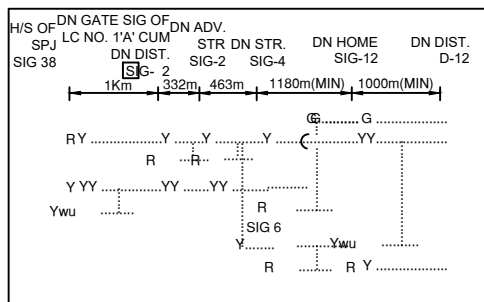 H/S OF SPJ SIG 38
DN GATE SIG OF LC NO. 1'A' CUM DN DIST. SIG- 2
DN ADV. STR SIG-2
DN STR. SIG-4
DN HOME SIG-12
DN DIST. D-12
1Km 332m 463m 1180m(MIN) 1000m(MIN)
G G G
R Y Y Y Y YY
R R
Y YY YY YY
Ywu R
SIG 6
Y Ywu
R R Y